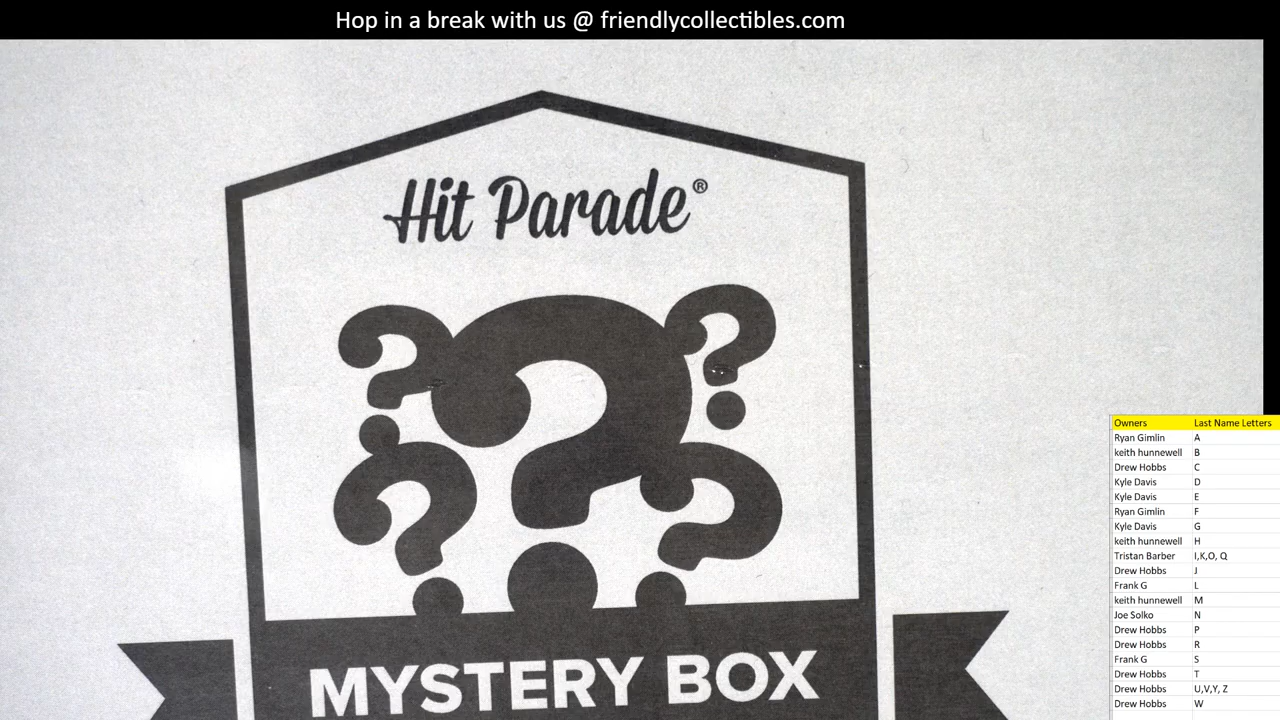 Hop in a break with us @ friendlycollectibles.com
Hit Parade®
MYSTERY BOX
Owners Last Name Letters
Ryan Gimlin A
keith hunnewell B
Drew Hobbs C
Kyle Davis D
Kyle Davis E
Ryan Gimlin F
Kyle Davis G
keith hunnewell H
Tristan Barber I,K,O, Q
Drew Hobbs J
Frank G L
keith hunnewell M
Joe Solko N
Drew Hobbs P
Drew Hobbs R
Frank G S
Drew Hobbs T
Drew Hobbs U,V,Y, Z
Drew Hobbs W